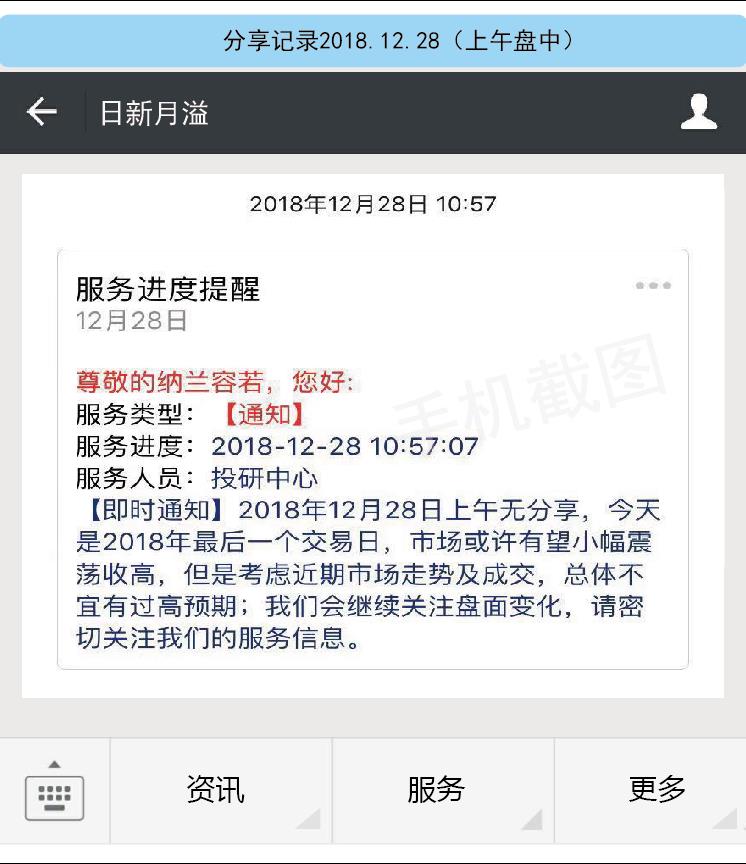 分享记录2018.12.28（上午盘中）
日新月溢
2018年12月28日 10:57
服务进度提醒
12月28日
尊敬的纳兰容若，您好:
服务类型：【通知】
服务进度：2018-12-28 10:57:07
服务人员：投研中心
【即时通知】2018年12月28日上午无分享，今天
是2018年最后一个交易日，市场或许有望小幅震
荡收高，但是考虑近期市场走势及成交，总体不
宜有过高预期；我们会继续关注盘面变化，请密
切关注我们的服务信息。
手机截图
资讯
服务
更多